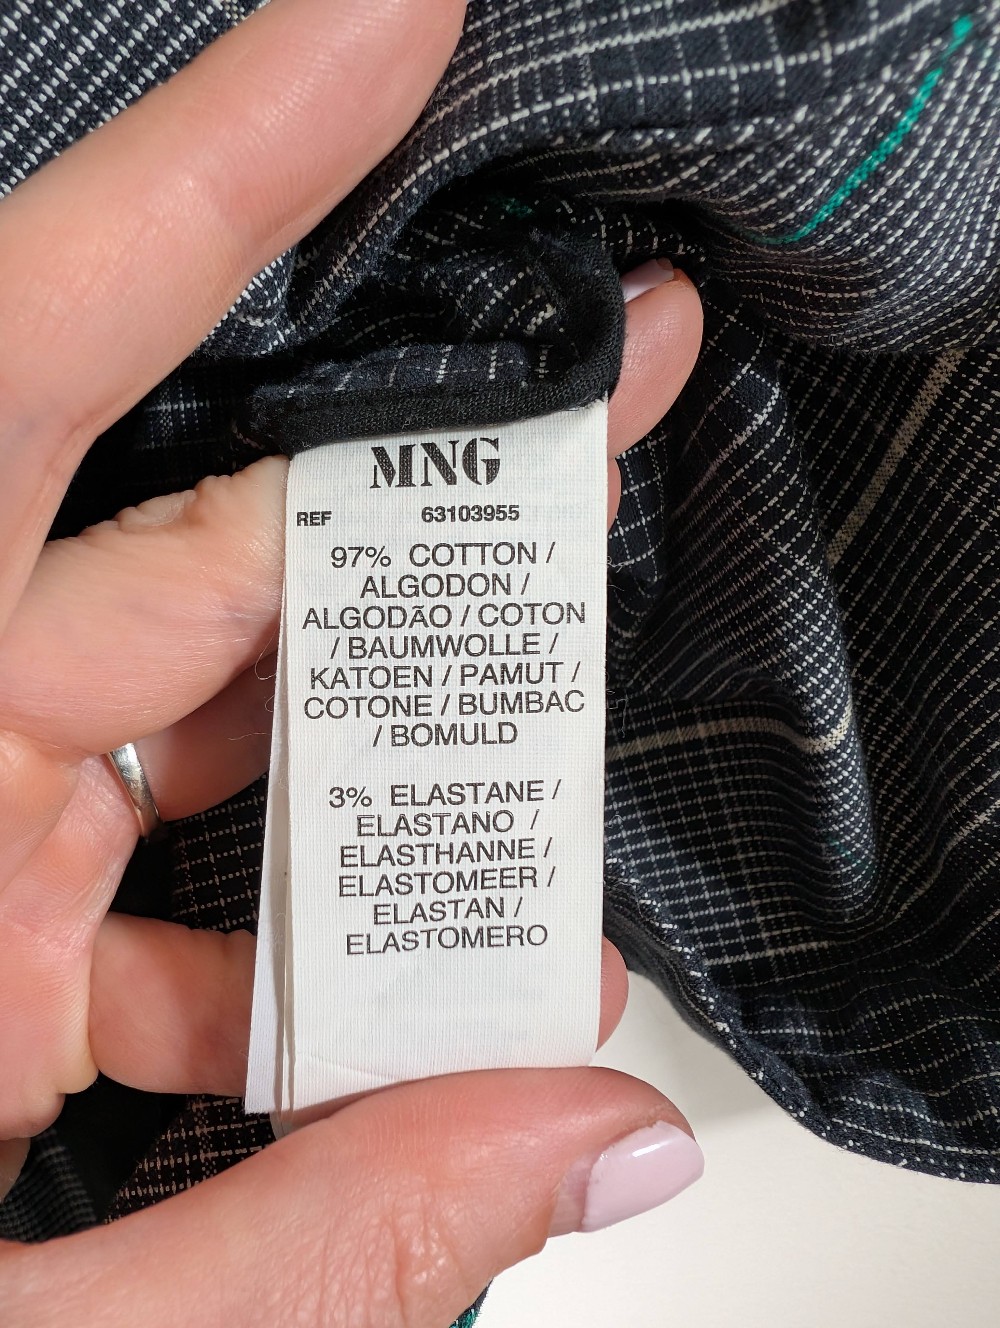 MNG
REF 63103955
97% COTTON /
ALGODON /
ALGODÃO / COTON
/ BAUMWOLLE /
KATOEN / PAMUT /
COTONE / BUMBAC
/ BOMULD
3% ELASTANE /
ELASTANO /
ELASTHANNE /
ELASTOMEER /
ELASTAN /
ELASTOMERO